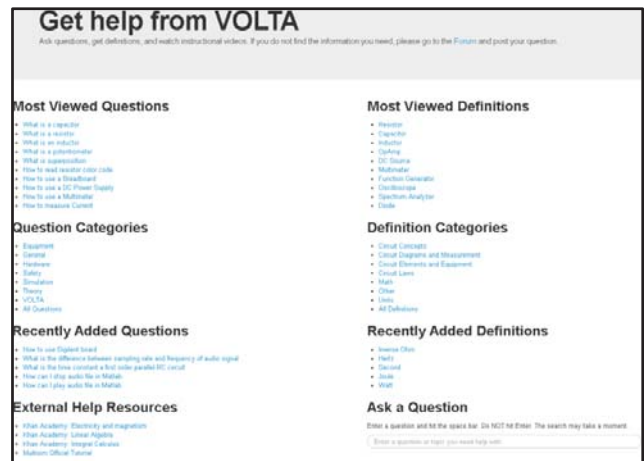 Get help from VOLTA
Ask questions, get definitions, and watch instructional videos. If you do not find the information you need, please go to the Forum and post your question.
Most Viewed Questions
What is a capacitor
What is a resistor
What is an inductor
What is a potentiometer
What is superposition
How to read resistor color code
How to use a Breadboard
How to use a DC Power Supply
How to use a Multimeter
How to measure Current
Question Categories
Equipment
General
Hardware
Safety
Simulation
Theory
VOLTA
All Questions
Recently Added Questions
How to use Digilent board
What is the difference between sampling rate and frequency of audio signal
What is the time constant a first order parallel RC circuit
How can I stop audio file in Matlab
How can I play audio file in Matlab
External Help Resources
Khan Academy: Electricity and magnetism
Khan Academy: Linear Algebra
Khan Academy: Integral Calculus
Multisim Official Tutorial
Most Viewed Definitions
Resistor
Capacitor
Inductor
OpAmp
DC Source
Multimeter
Function Generator
Oscilloscope
Spectrum Analyzer
Diode
Definition Categories
Circuit Concepts
Circuit Diagrams and Measurement
Circuit Elements and Equipment
Circuit Laws
Math
Other
Units
All Definitions
Recently Added Definitions
Inverse Ohm
Hertz
Second
Joule
Watt
Ask a Question
Enter a question and hit the space bar. Do NOT hit Enter. The search may take a moment.
Enter a question or topic you need help with